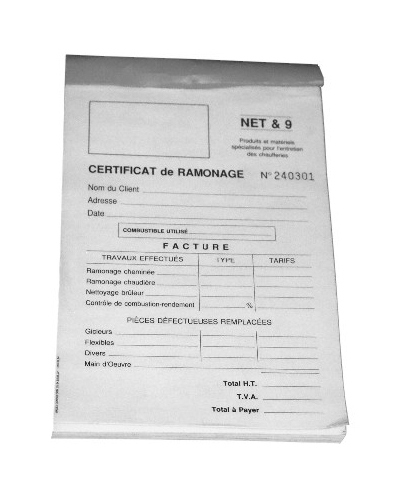 NET & 9
Produits et matériels
spécialisés pour l'entretien
des chaufferies
CERTIFICAT de RAMONAGE N° 240301
Nom du Client
Adresse
Date
COMBUSTIBLE UTILISÉ
FACTURE
TRAVAUX EFFECTUÉS TYPE TARIFS
Ramonage cheminée
Ramonage chaudière
Nettoyage brûleur
Contrôle de combustion-rendement %
PIÈCES DÉFECTUEUSES REMPLACÉES
Gicleurs
Flexibles
Divers
Main d'Oeuvre
Total H.T.
T.V.A.
Total à Payer